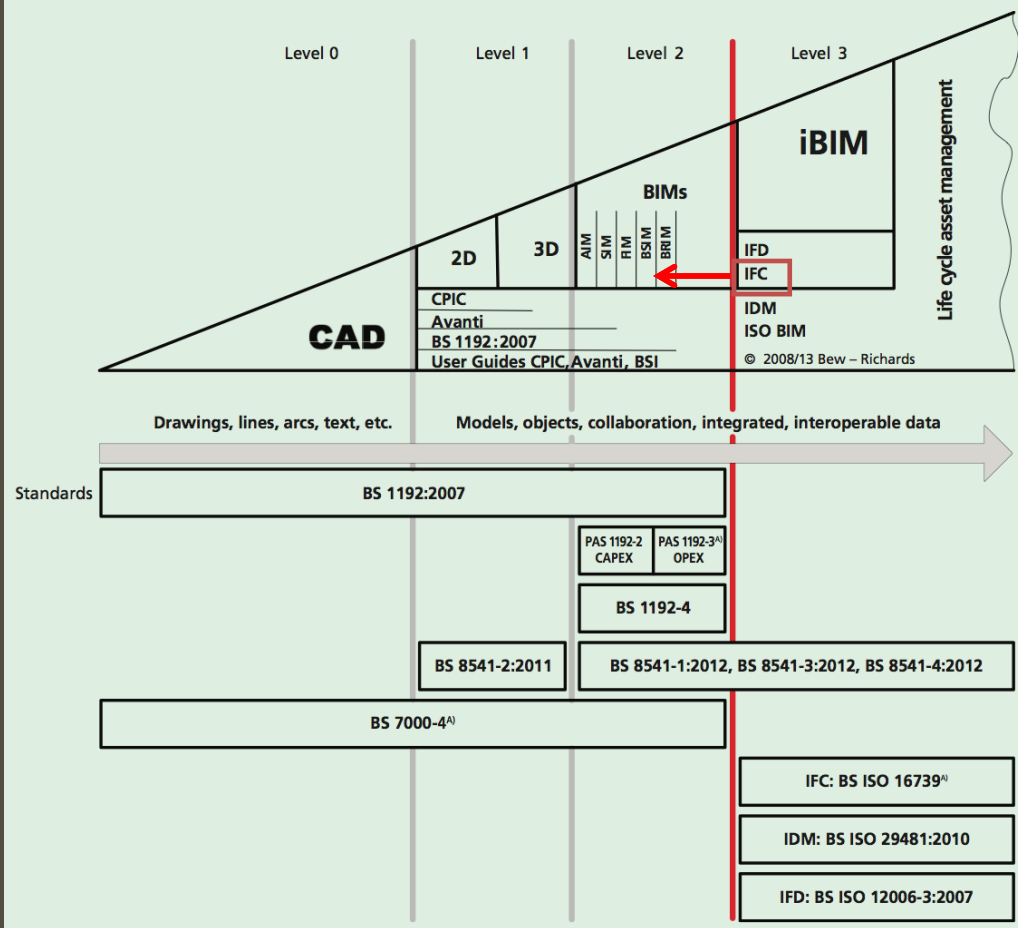 Level 0
Level 1
Level 2
Level 3
iBIM
BIMs
Life cycle asset management
2D
3D
AIM
SIM
FIM
BSIM
BRIM
IFD
IFC
CPIC
Avanti
BS 1192:2007
User Guides CPIC, Avanti, BSI
CAD
IDM
ISO BIM
© 2008/13 Bew – Richards
Drawings, lines, arcs, text, etc.
Models, objects, collaboration, integrated, interoperable data
Standards
BS 1192:2007
PAS 1192-2
CAPEX
PAS 1192-3A)
OPEX
BS 1192-4
BS 8541-2:2011
BS 8541-1:2012, BS 8541-3:2012, BS 8541-4:2012
BS 7000-4A)
IFC: BS ISO 16739A)
IDM: BS ISO 29481:2010
IFD: BS ISO 12006-3:2007